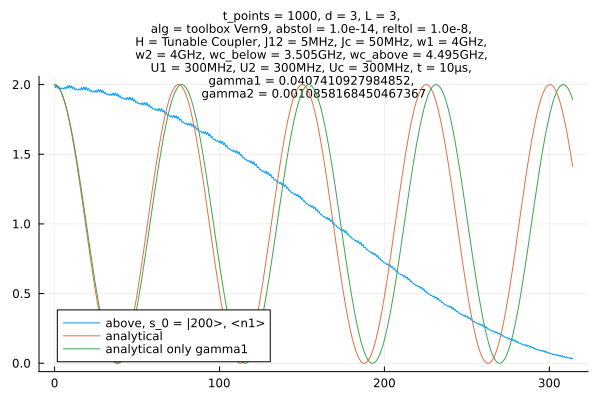 t_points = 1000, d = 3, L = 3,
alg = toolbox Vern9, abstol = 1.0e-14, reltol = 1.0e-8,
H = Tunable Coupler, J12 = 5MHz, Jc = 50MHz, w1 = 4GHz,
w2 = 4GHz, wc_below = 3.505GHz, wc_above = 4.495GHz,
U1 = 300MHz, U2 = 300MHz, Uc = 300MHz, t = 10μs,
gamma1 = 0.0407410927984852,
gamma2 = 0.0010858168450467367
2.0
1.5
1.0
0.5
0.0
above, s_0 = |200>, <n1>
analytical
analytical only gamma1
0 100 200 300